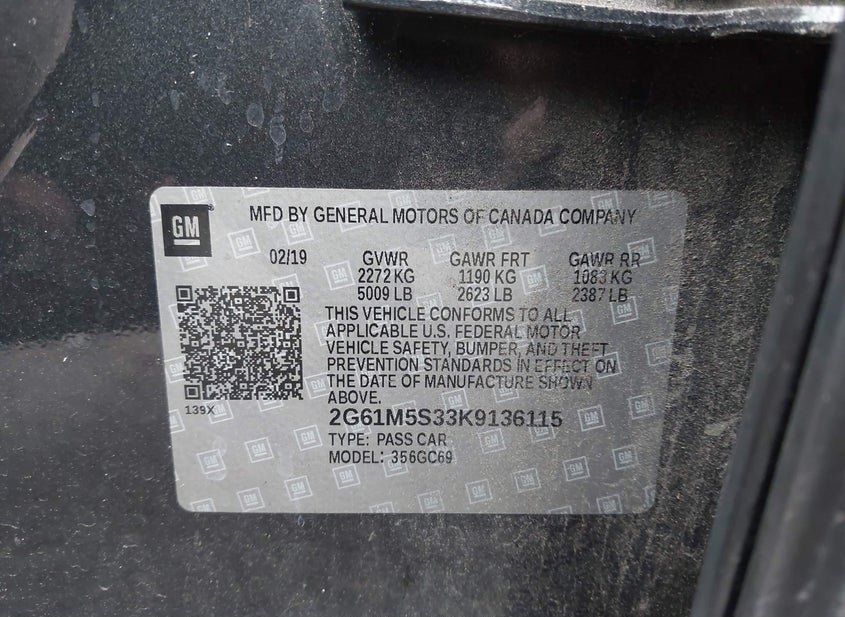 GM
MFD BY GENERAL MOTORS OF CANADA COMPANY
02/19 GVWR GAWR FRT GAWR RR
2272 KG 1190 KG 1083 KG
5009 LB 2623 LB 2387 LB
THIS VEHICLE CONFORMS TO ALL
APPLICABLE U.S. FEDERAL MOTOR
VEHICLE SAFETY, BUMPER, AND THEFT
PREVENTION STANDARDS IN EFFECT ON
THE DATE OF MANUFACTURE SHOWN
ABOVE.
139X
2G61M5S33K9136115
TYPE: PASS CAR
MODEL: 356GC69